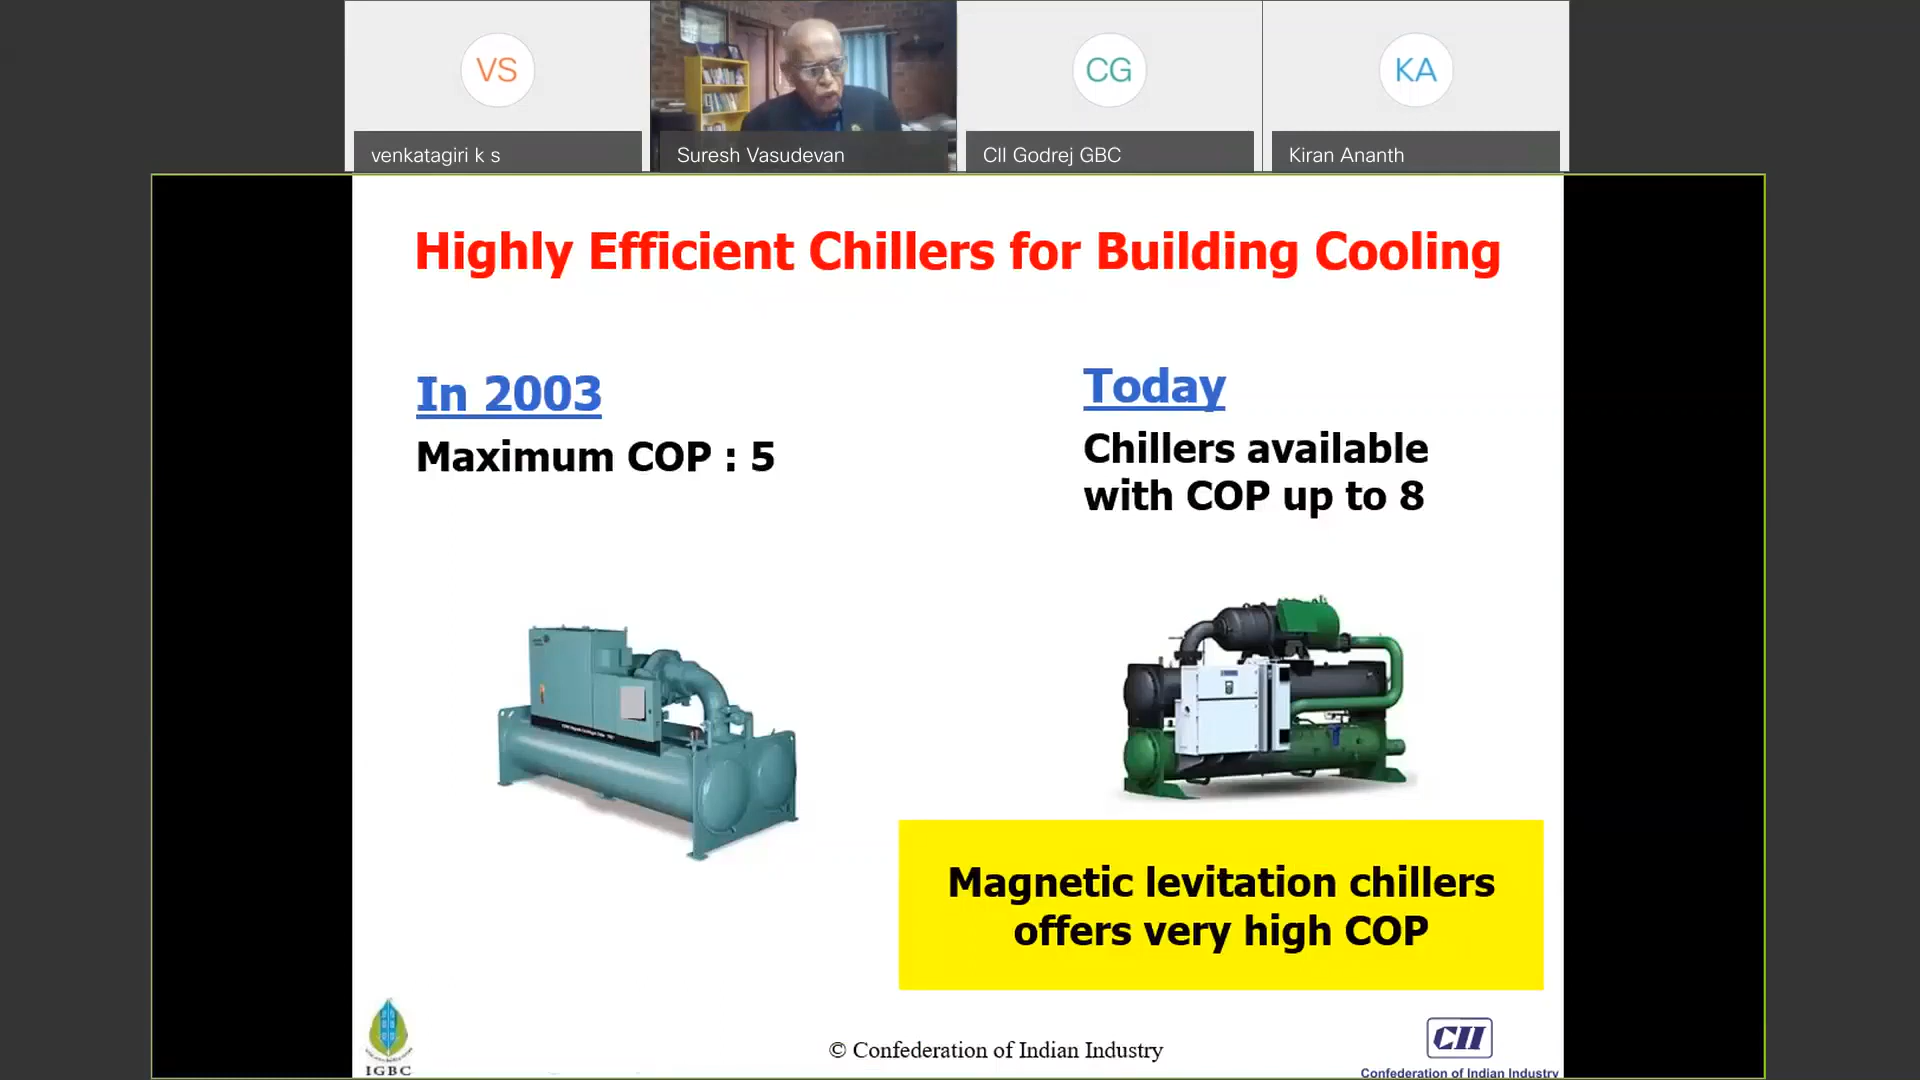 VS
CG
KA
venkatagiri k s
Suresh Vasudevan
CII Godrej GBC
Kiran Ananth
Highly Efficient Chillers for Building Cooling
In 2003
Maximum COP : 5
Today
Chillers available
with COP up to 8
Magnetic levitation chillers
offers very high COP
IGBC
© Confederation of Indian Industry
CII
Confederation of Indian Industry